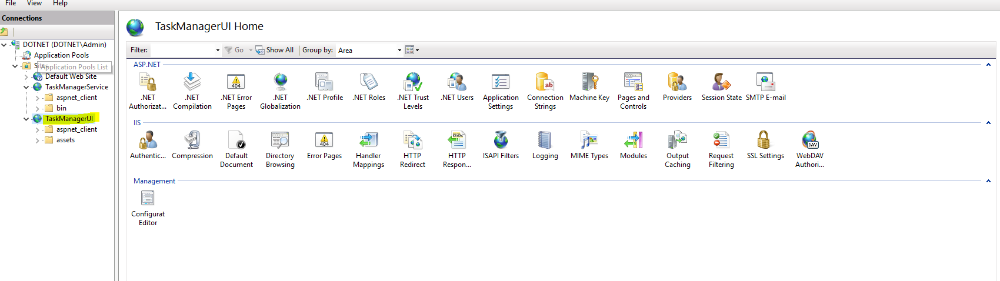 File View Help
Connections
DOTNET (DOTNET\Admin)
Application Pools
Sites
Application Pools List
Default Web Site
TaskManagerService
aspnet_client
bin
TaskManagerUI
aspnet_client
assets
TaskManagerUI Home
Filter: Go Show All Group by: Area
ASP.NET
.NET Authorizat...
.NET Compilation
.NET Error Pages
.NET Globalization
.NET Profile
.NET Roles
.NET Trust Levels
.NET Users
Application Settings
Connection Strings
Machine Key
Pages and Controls
Providers
Session State
SMTP E-mail
IIS
Authentic...
Compression
Default Document
Directory Browsing
Error Pages
Handler Mappings
HTTP Redirect
HTTP Respon...
ISAPI Filters
Logging
MIME Types
Modules
Output Caching
Request Filtering
SSL Settings
WebDAV Authori...
Management
Configurat Editor
404
ab
404
DAV